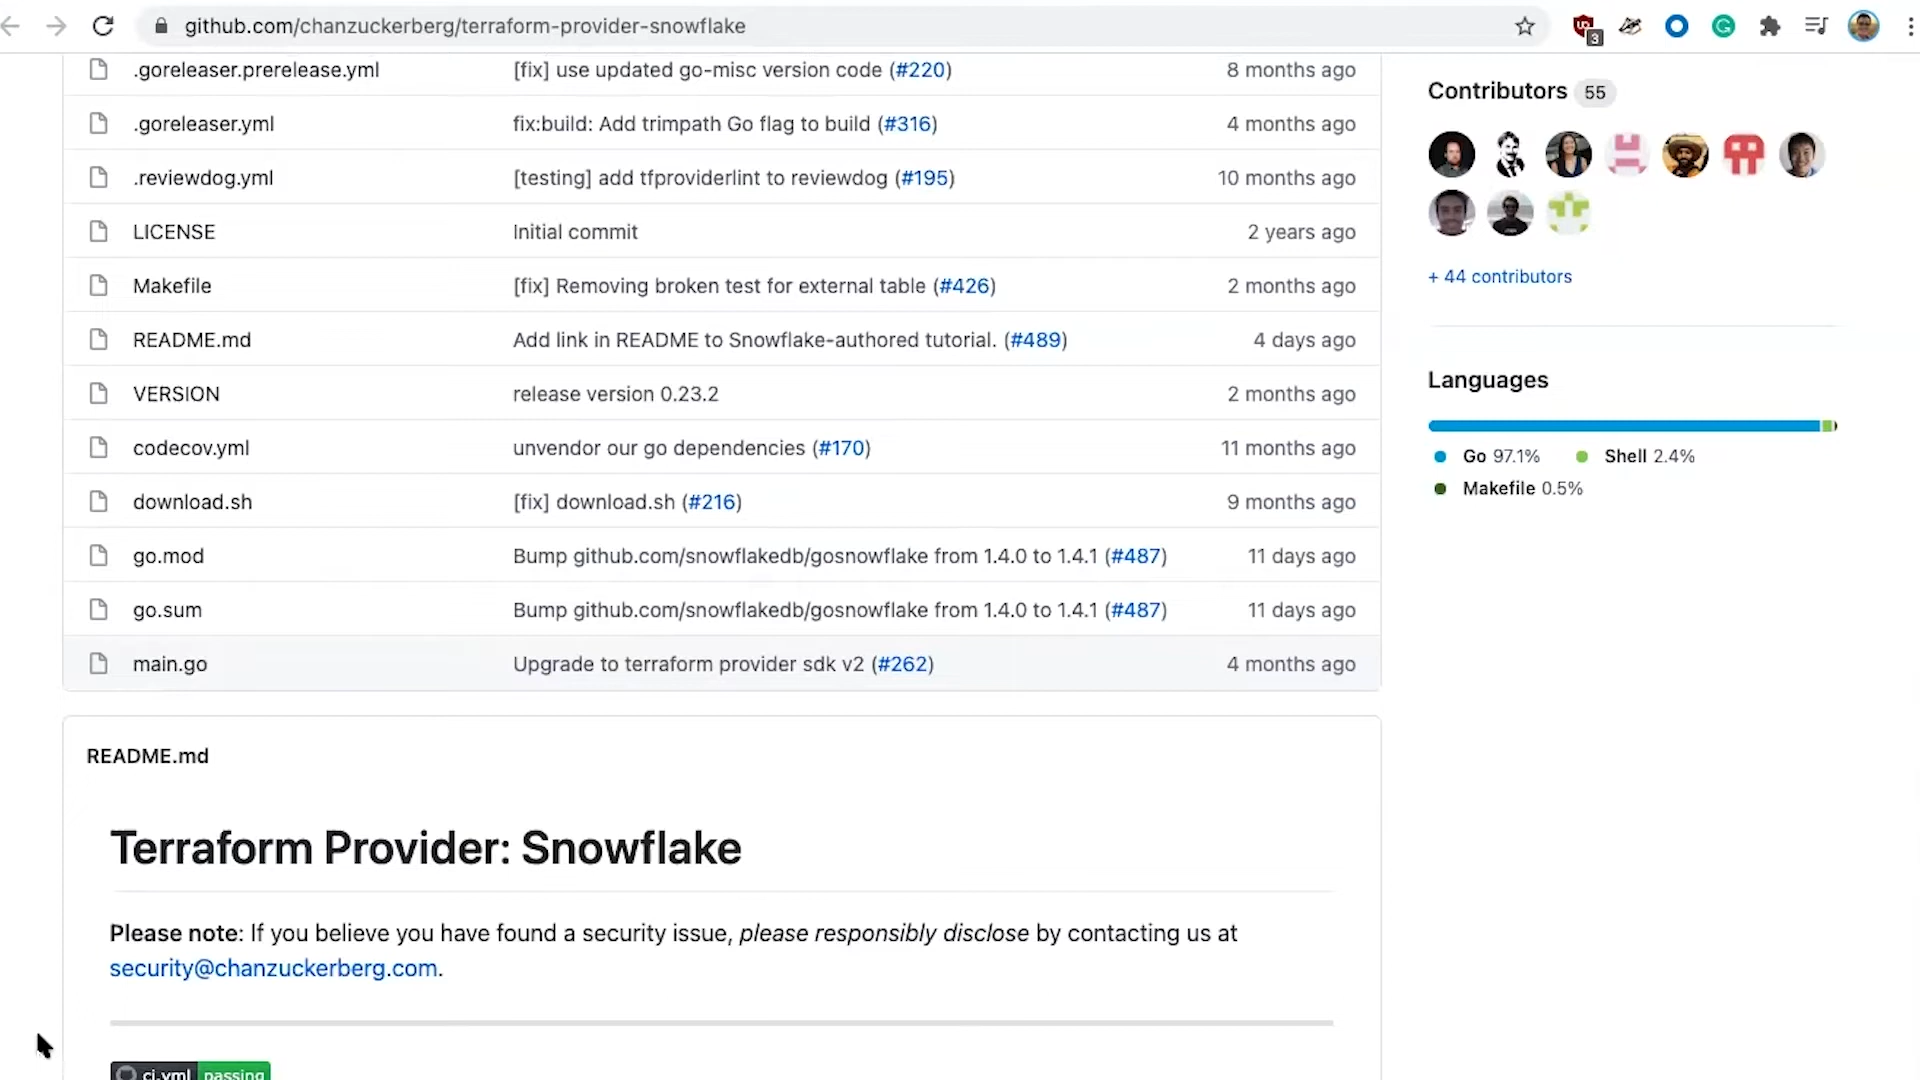 github.com/chanzuckerberg/terraform-provider-snowflake
3
.goreleaser.prerelease.yml [fix] use updated go-misc version code (#220) 8 months ago
.goreleaser.yml fix:build: Add trimpath Go flag to build (#316) 4 months ago
.reviewdog.yml [testing] add tfproviderlint to reviewdog (#195) 10 months ago
LICENSE Initial commit 2 years ago
Makefile [fix] Removing broken test for external table (#426) 2 months ago
README.md Add link in README to Snowflake-authored tutorial. (#489) 4 days ago
VERSION release version 0.23.2 2 months ago
codecov.yml unvendor our go dependencies (#170) 11 months ago
download.sh [fix] download.sh (#216) 9 months ago
go.mod Bump github.com/snowflakedb/gosnowflake from 1.4.0 to 1.4.1 (#487) 11 days ago
go.sum Bump github.com/snowflakedb/gosnowflake from 1.4.0 to 1.4.1 (#487) 11 days ago
main.go Upgrade to terraform provider sdk v2 (#262) 4 months ago
Contributors 55
+ 44 contributors
Languages
Go 97.1% Shell 2.4%
Makefile 0.5%
README.md
Terraform Provider: Snowflake
Please note: If you believe you have found a security issue, please responsibly disclose by contacting us at
security@chanzuckerberg.com.
ci.yml passing